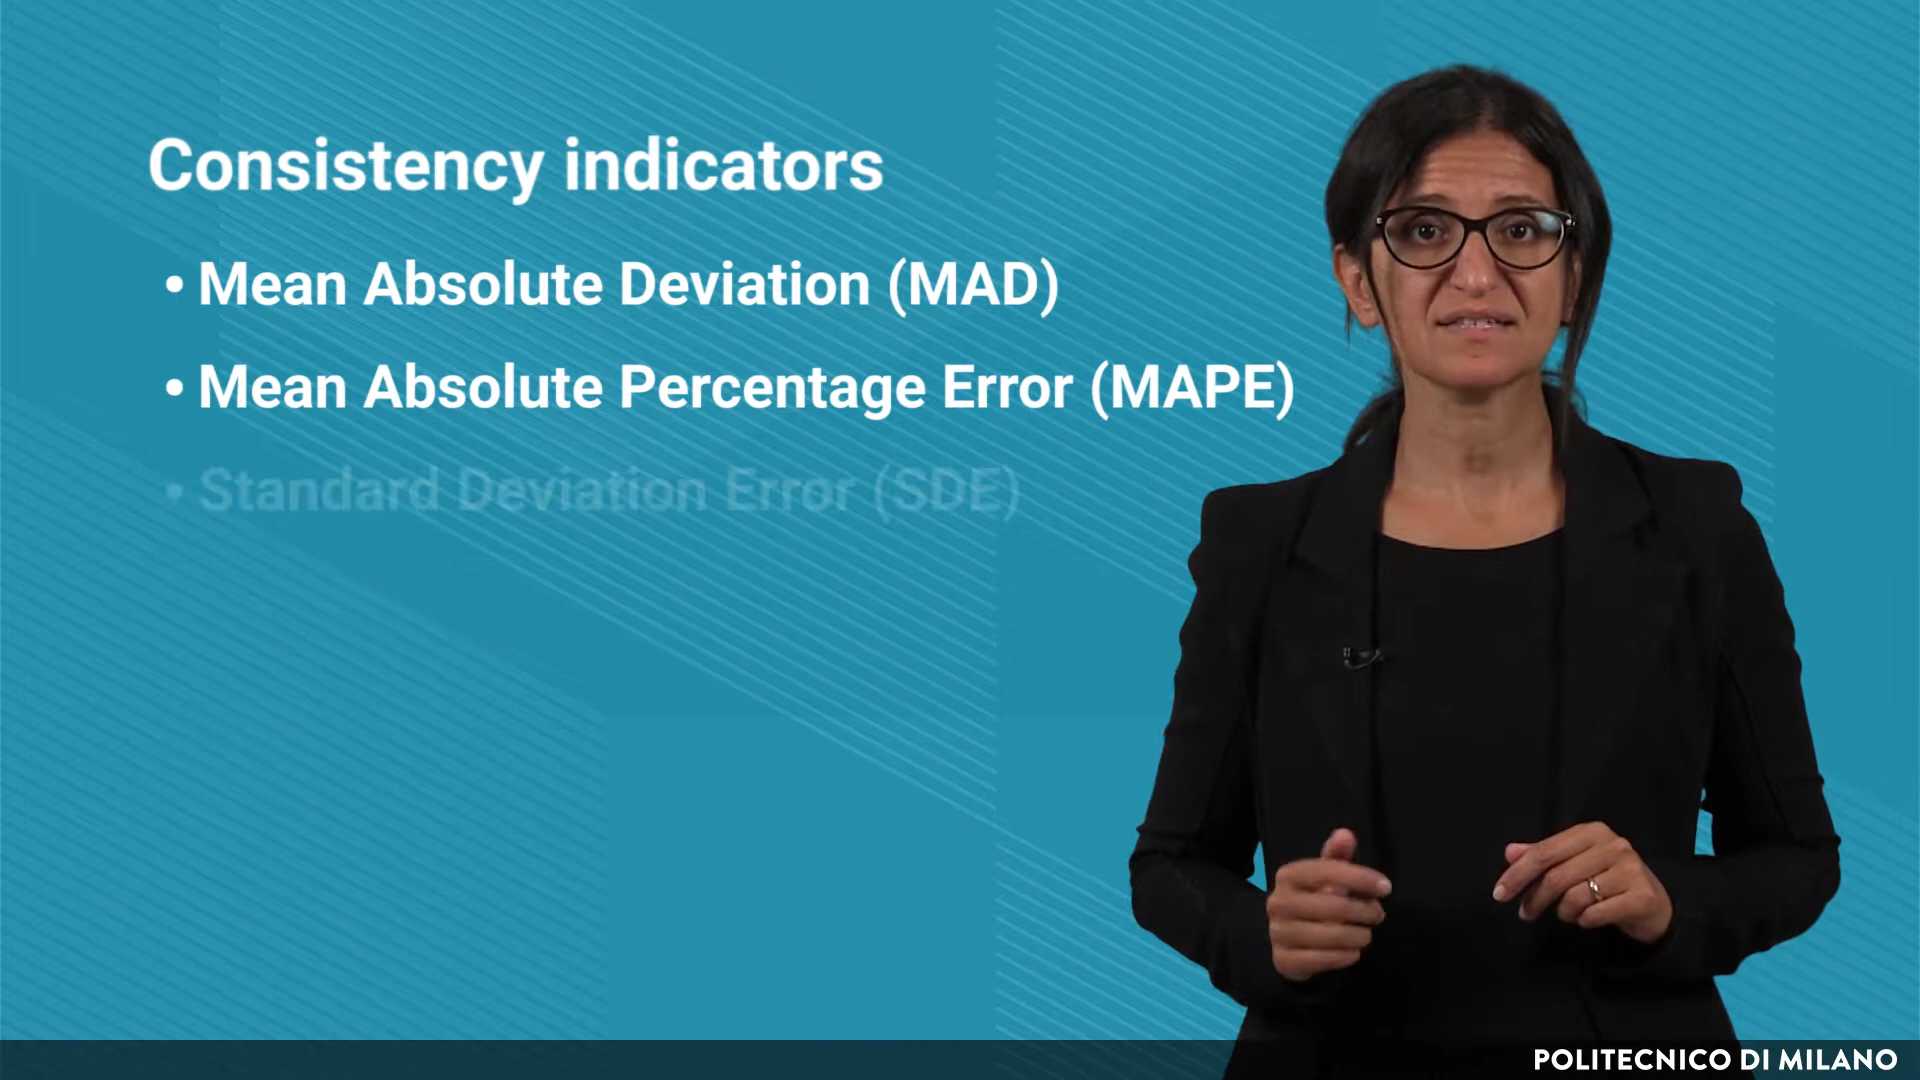 Consistency indicators
• Mean Absolute Deviation (MAD)
• Mean Absolute Percentage Error (MAPE)
• Standard Deviation Error (SDE)
POLITECNICO DI MILANO